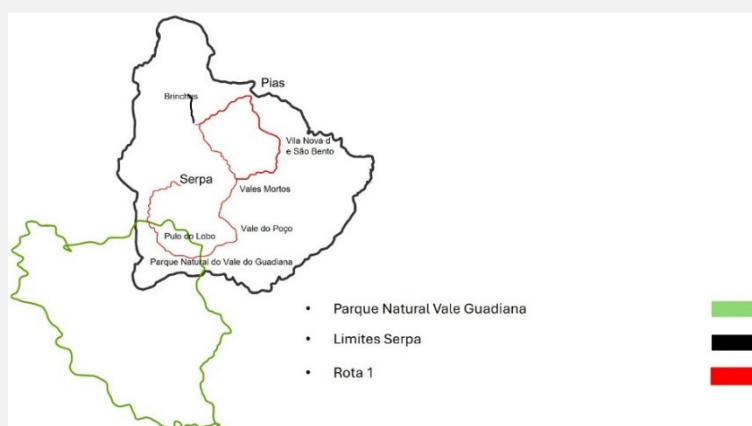 Pias
Brinches
Vila Nova d
e São Bento
Serpa
Vales Mortos
Vale do Poço
Pulo do Lobo
Parque Natural do Vale do Guadiana
• Parque Natural Vale Guadiana
• Limites Serpa
• Rota 1